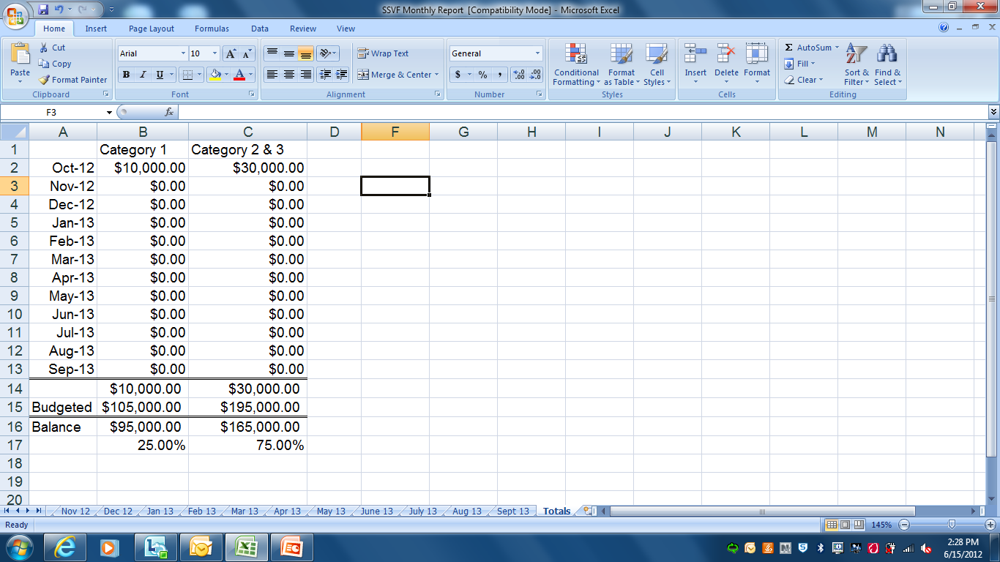 SSVF Monthly Report [Compatibility Mode] - Microsoft Excel
Home Insert Page Layout Formulas Data Review View
Paste
Cut
Copy
Format Painter
Clipboard
Arial 10
B I U
Font
Wrap Text
Merge & Center
Alignment
General
$ % ,
Number
Conditional Formatting
Format as Table
Cell Styles
Styles
Insert Delete Format
Cells
Σ AutoSum
Fill
Clear
Sort & Filter
Find & Select
Editing
F3 fx
A B C D E F G H I J K L M N
1 Category 1 Category 2 & 3
2 Oct-12 $10,000.00 $30,000.00
3 Nov-12 $0.00 $0.00
4 Dec-12 $0.00 $0.00
5 Jan-13 $0.00 $0.00
6 Feb-13 $0.00 $0.00
7 Mar-13 $0.00 $0.00
8 Apr-13 $0.00 $0.00
9 May-13 $0.00 $0.00
10 Jun-13 $0.00 $0.00
11 Jul-13 $0.00 $0.00
12 Aug-13 $0.00 $0.00
13 Sep-13 $0.00 $0.00
14 $10,000.00 $30,000.00
15 Budgeted $105,000.00 $195,000.00
16 Balance $95,000.00 $165,000.00
17 25.00% 75.00%
18
19
20
Nov 12 Dec 12 Jan 13 Feb 13 Mar 13 Apr 13 May 13 June 13 July 13 Aug 13 Sept 13 Totals
Ready 145%
2:28 PM
6/15/2012